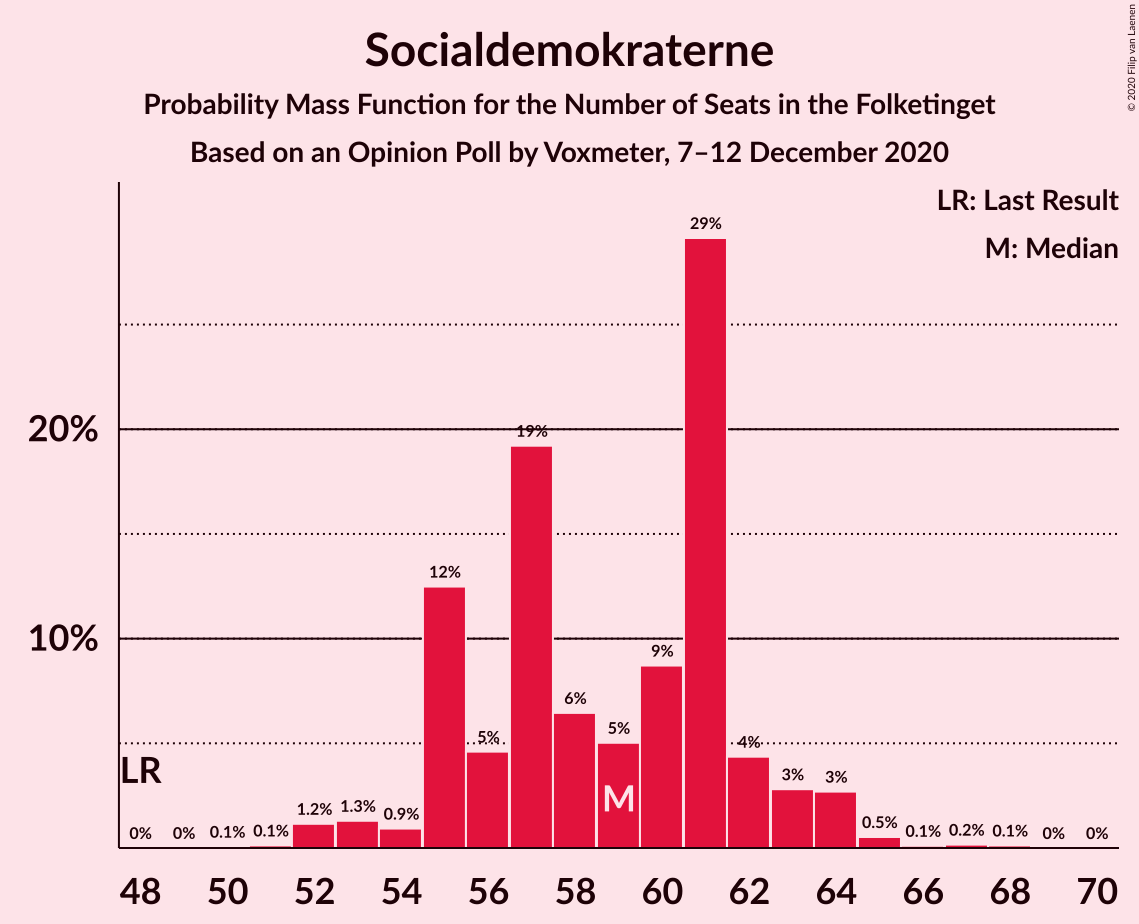 © 2020 Filip van Laenen
Socialdemokraterne
Probability Mass Function for the Number of Seats in the Folketinget
Based on an Opinion Poll by Voxmeter, 7–12 December 2020
LR: Last Result
M: Median
20%
10%
LR
0% 0% 0.1% 0.1% 1.2% 1.3% 0.9% 12% 5% 19% 6% 5% 9% 29% 4% 3% 3% 0.5% 0.1% 0.2% 0.1% 0% 0%
M
48 50 52 54 56 58 60 62 64 66 68 70